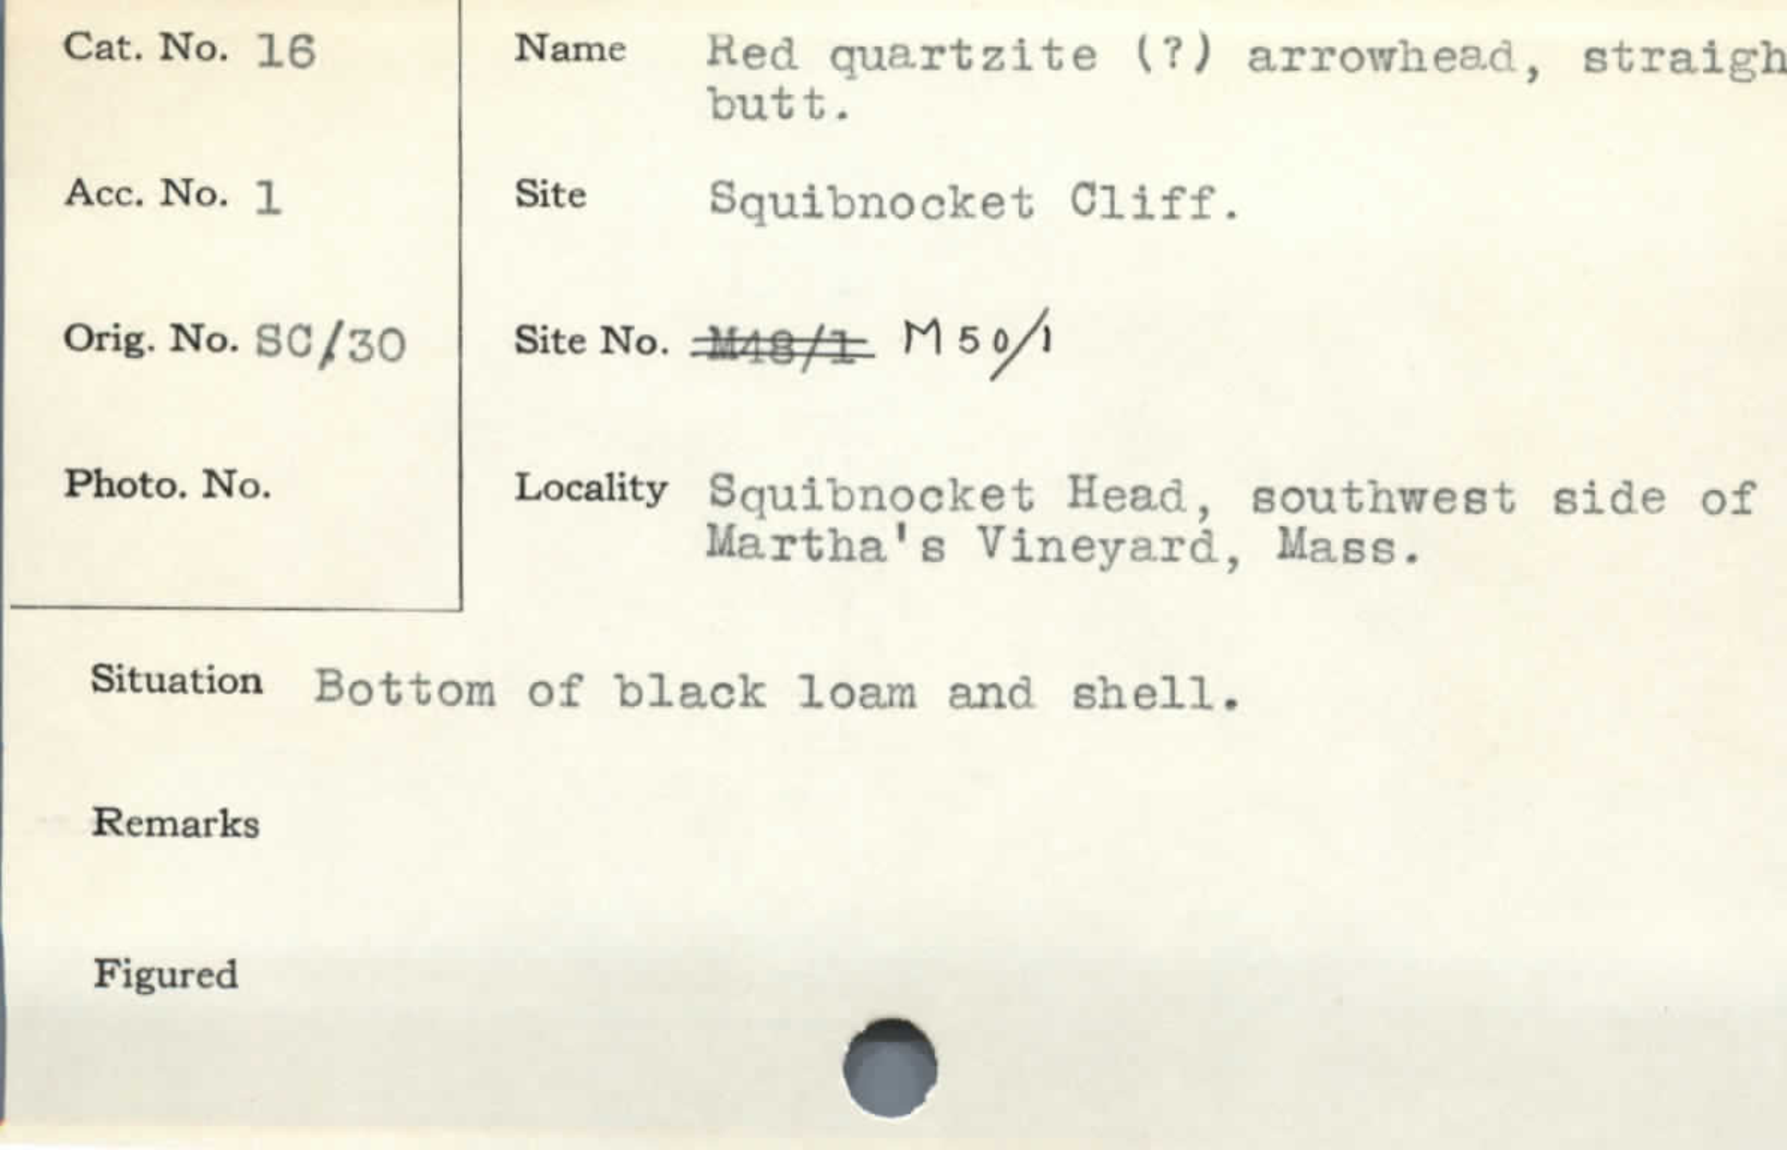 Cat. No. 16
Name Red quartzite (?) arrowhead, straigh
butt.
Acc. No. 1
Site Squibnocket Cliff.
Orig. No. SC/30
Site No. M48/1 M50/1
Photo. No.
Locality Squibnocket Head, southwest side of
Martha's Vineyard, Mass.
Situation Bottom of black loam and shell.
Remarks
Figured